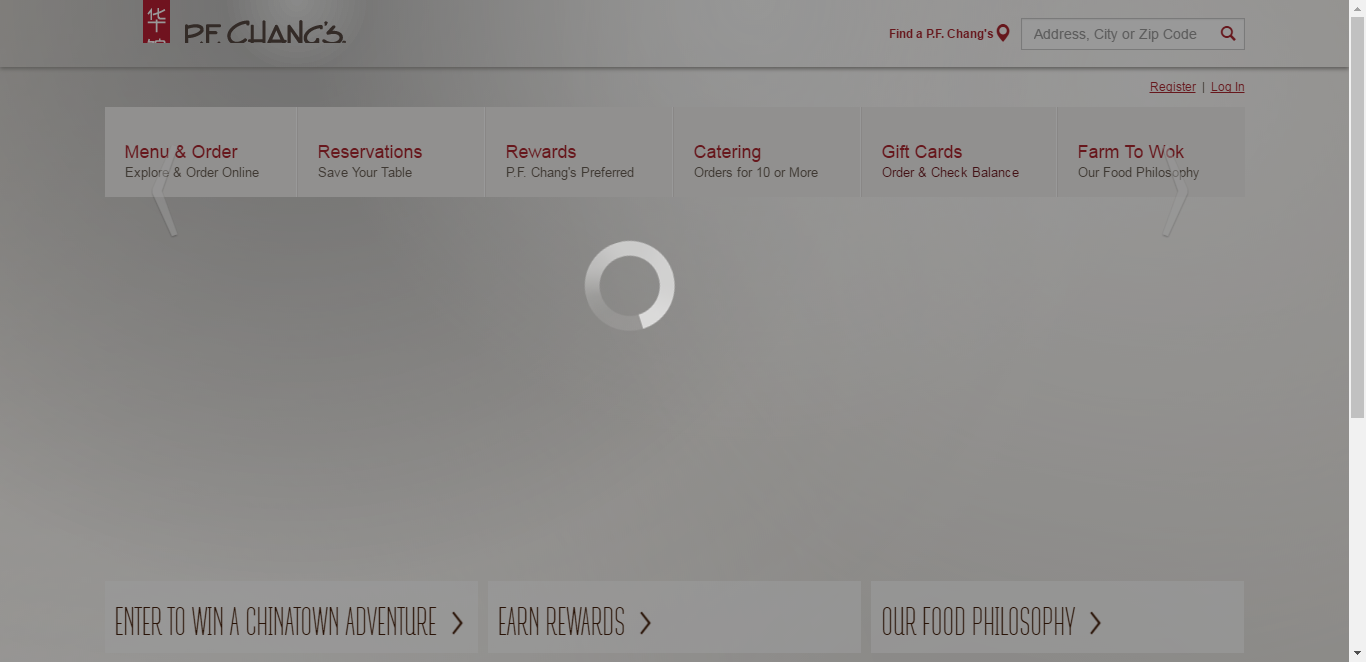 华
P.F. CHANG'S
Find a P.F. Chang's
Address, City or Zip Code
Register | Log In
Menu & Order
Explore & Order Online
Reservations
Save Your Table
Rewards
P.F. Chang's Preferred
Catering
Orders for 10 or More
Gift Cards
Order & Check Balance
Farm To Wok
Our Food Philosophy
ENTER TO WIN A CHINATOWN ADVENTURE
EARN REWARDS
OUR FOOD PHILOSOPHY